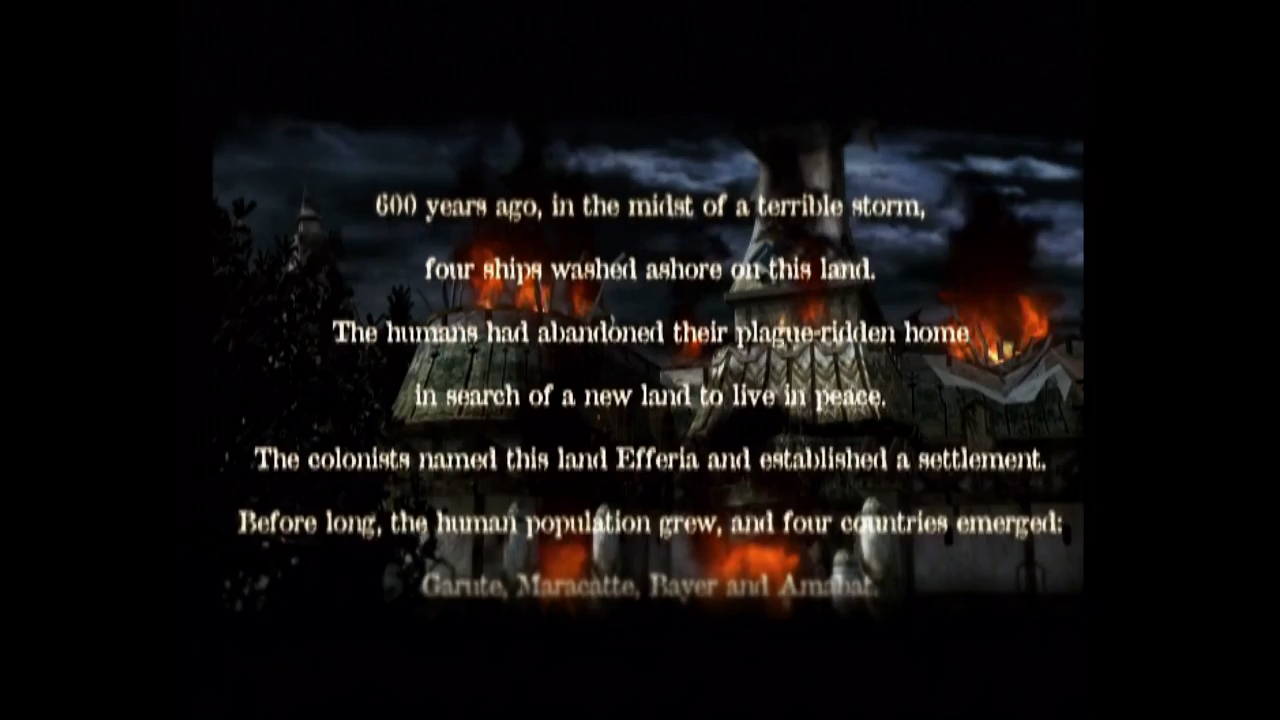 600 years ago, in the midst of a terrible storm,
four ships washed ashore on this land.
The humans had abandoned their plague-ridden home
in search of a new land to live in peace.
The colonists named this land Efferia and established a settlement.
Before long, the human population grew, and four countries emerged:
Garute, Maracatte, Bayer and Amabat.